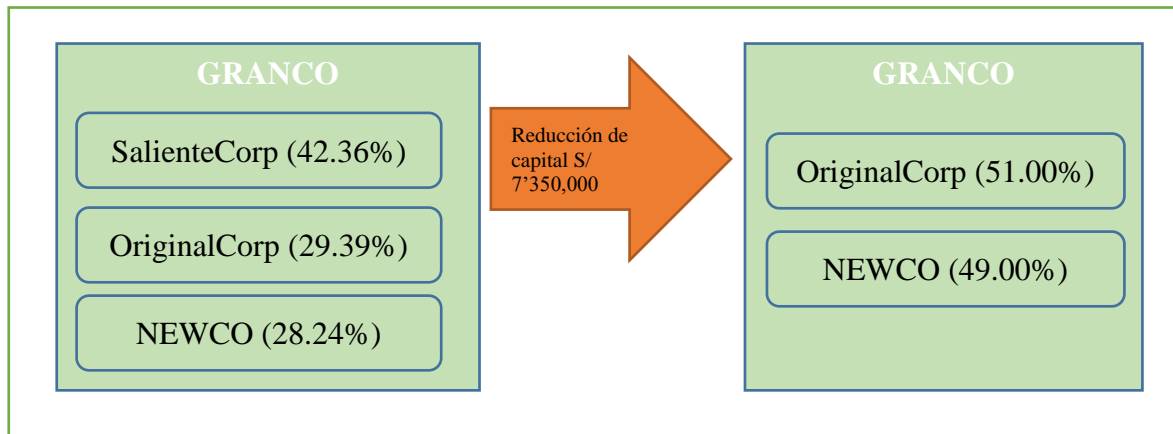 GRANCO
SalienteCorp (42.36%)
OriginalCorp (29.39%)
NEWCO (28.24%)
Reducción de
capital S/
7’350,000
GRANCO
OriginalCorp (51.00%)
NEWCO (49.00%)